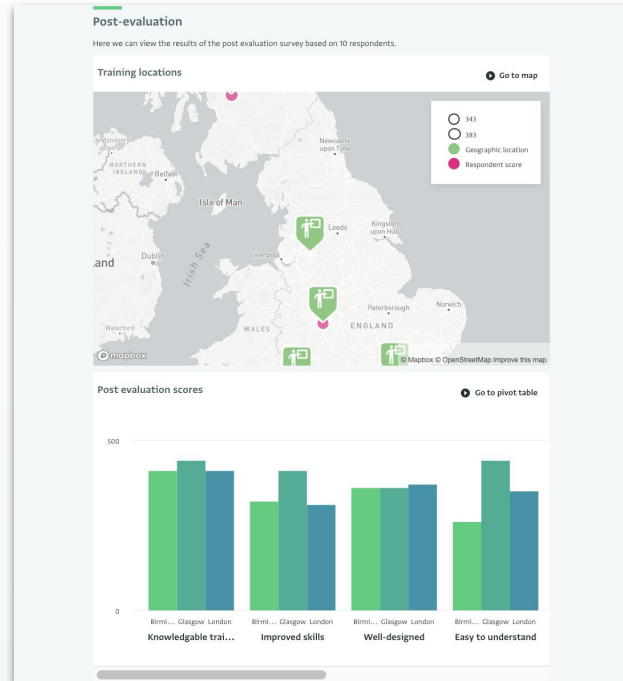 Post-evaluation
Here we can view the results of the post evaluation survey based on 10 respondents.
Training locations
Go to map
343
383
Geographic location
Respondent score
Newcastle
upon Tyne
NORTHERN
IRELAND
Belfast
Isle of Man
Leeds
Kingston
upon Hull
Irish Sea
Dublin
Liverpool
Peterborough
Norwich
Waterford
WALES
ENGLAND
mapbox
© Mapbox © OpenStreetMap Improve this map
Post evaluation scores
Go to pivot table
500
0
Birmi... Glasgow London
Birmi... Glasgow London
Birmi... Glasgow London
Birmi... Glasgow London
Knowledgable trai...
Improved skills
Well-designed
Easy to understand